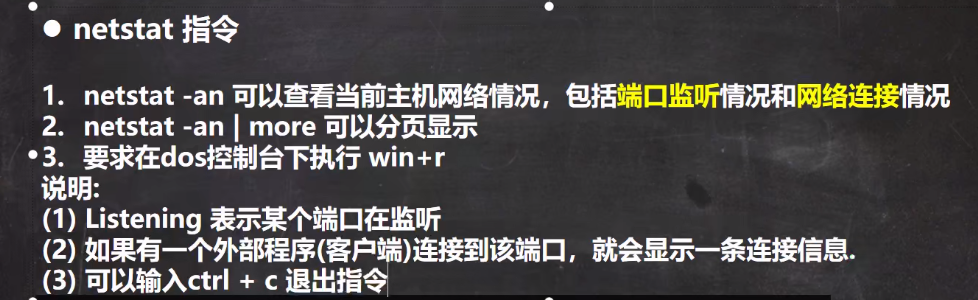 ● netstat 指令
1. netstat -an 可以查看当前主机网络情况，包括端口监听情况和网络连接情况
2. netstat -an | more 可以分页显示
3. 要求在dos控制台下执行 win+r
说明:
(1) Listening 表示某个端口在监听
(2) 如果有一个外部程序(客户端)连接到该端口，就会显示一条连接信息.
(3) 可以输入ctrl + c 退出指令